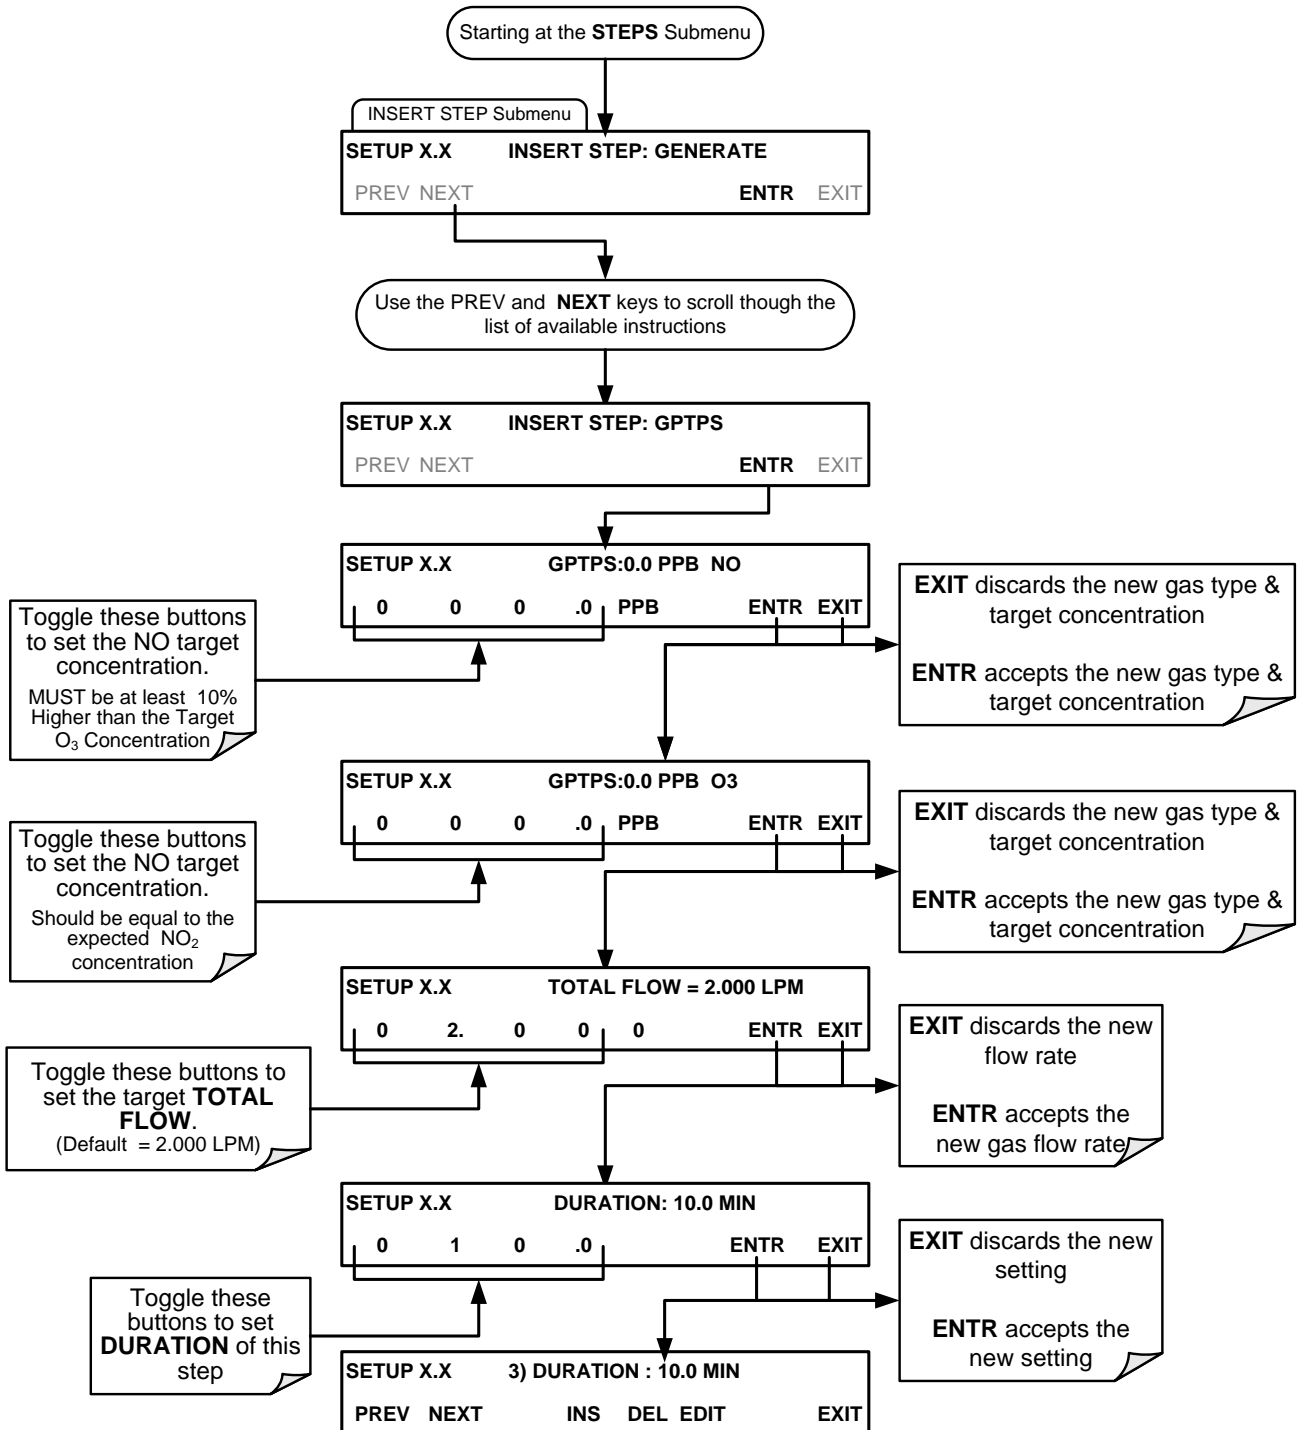 Starting at the STEPS Submenu
INSERT STEP Submenu
SETUP X.X INSERT STEP: GENERATE
PREV NEXT ENTR EXIT
Use the PREV and NEXT keys to scroll though the
list of available instructions
SETUP X.X INSERT STEP: GPTPS
PREV NEXT ENTR EXIT
SETUP X.X GPTPS:0.0 PPB NO
0 0 0 .0 PPB ENTR EXIT
Toggle these buttons
to set the NO target
concentration.
MUST be at least 10%
Higher than the Target
O3 Concentration
EXIT discards the new gas type &
target concentration
ENTR accepts the new gas type &
target concentration
SETUP X.X GPTPS:0.0 PPB O3
0 0 0 .0 PPB ENTR EXIT
Toggle these buttons
to set the NO target
concentration.
Should be equal to the
expected NO2
concentration
EXIT discards the new gas type &
target concentration
ENTR accepts the new gas type &
target concentration
SETUP X.X TOTAL FLOW = 2.000 LPM
0 2. 0 0 0 ENTR EXIT
Toggle these buttons to
set the target TOTAL
FLOW.
(Default = 2.000 LPM)
EXIT discards the new
flow rate
ENTR accepts the
new gas flow rate
SETUP X.X DURATION: 10.0 MIN
0 1 0 .0 ENTR EXIT
Toggle these
buttons to set
DURATION of this
step
EXIT discards the new
setting
ENTR accepts the
new setting
SETUP X.X 3) DURATION : 10.0 MIN
PREV NEXT INS DEL EDIT EXIT